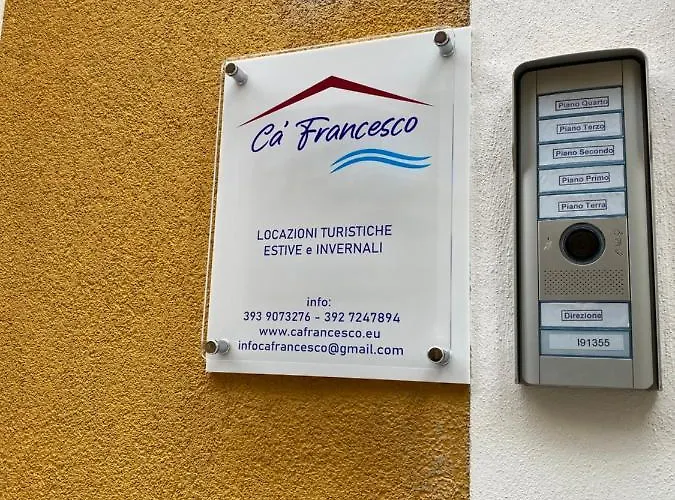 Ca' Francesco
LOCAZIONI TURISTICHE
ESTIVE e INVERNALI
info:
393 9073276 - 392 7247894
www.cafrancesco.eu
infocafrancesco@gmail.com
Piano Quarto
Piano Terzo
Piano Secondo
Piano Primo
Piano Terra
Direzione
191355